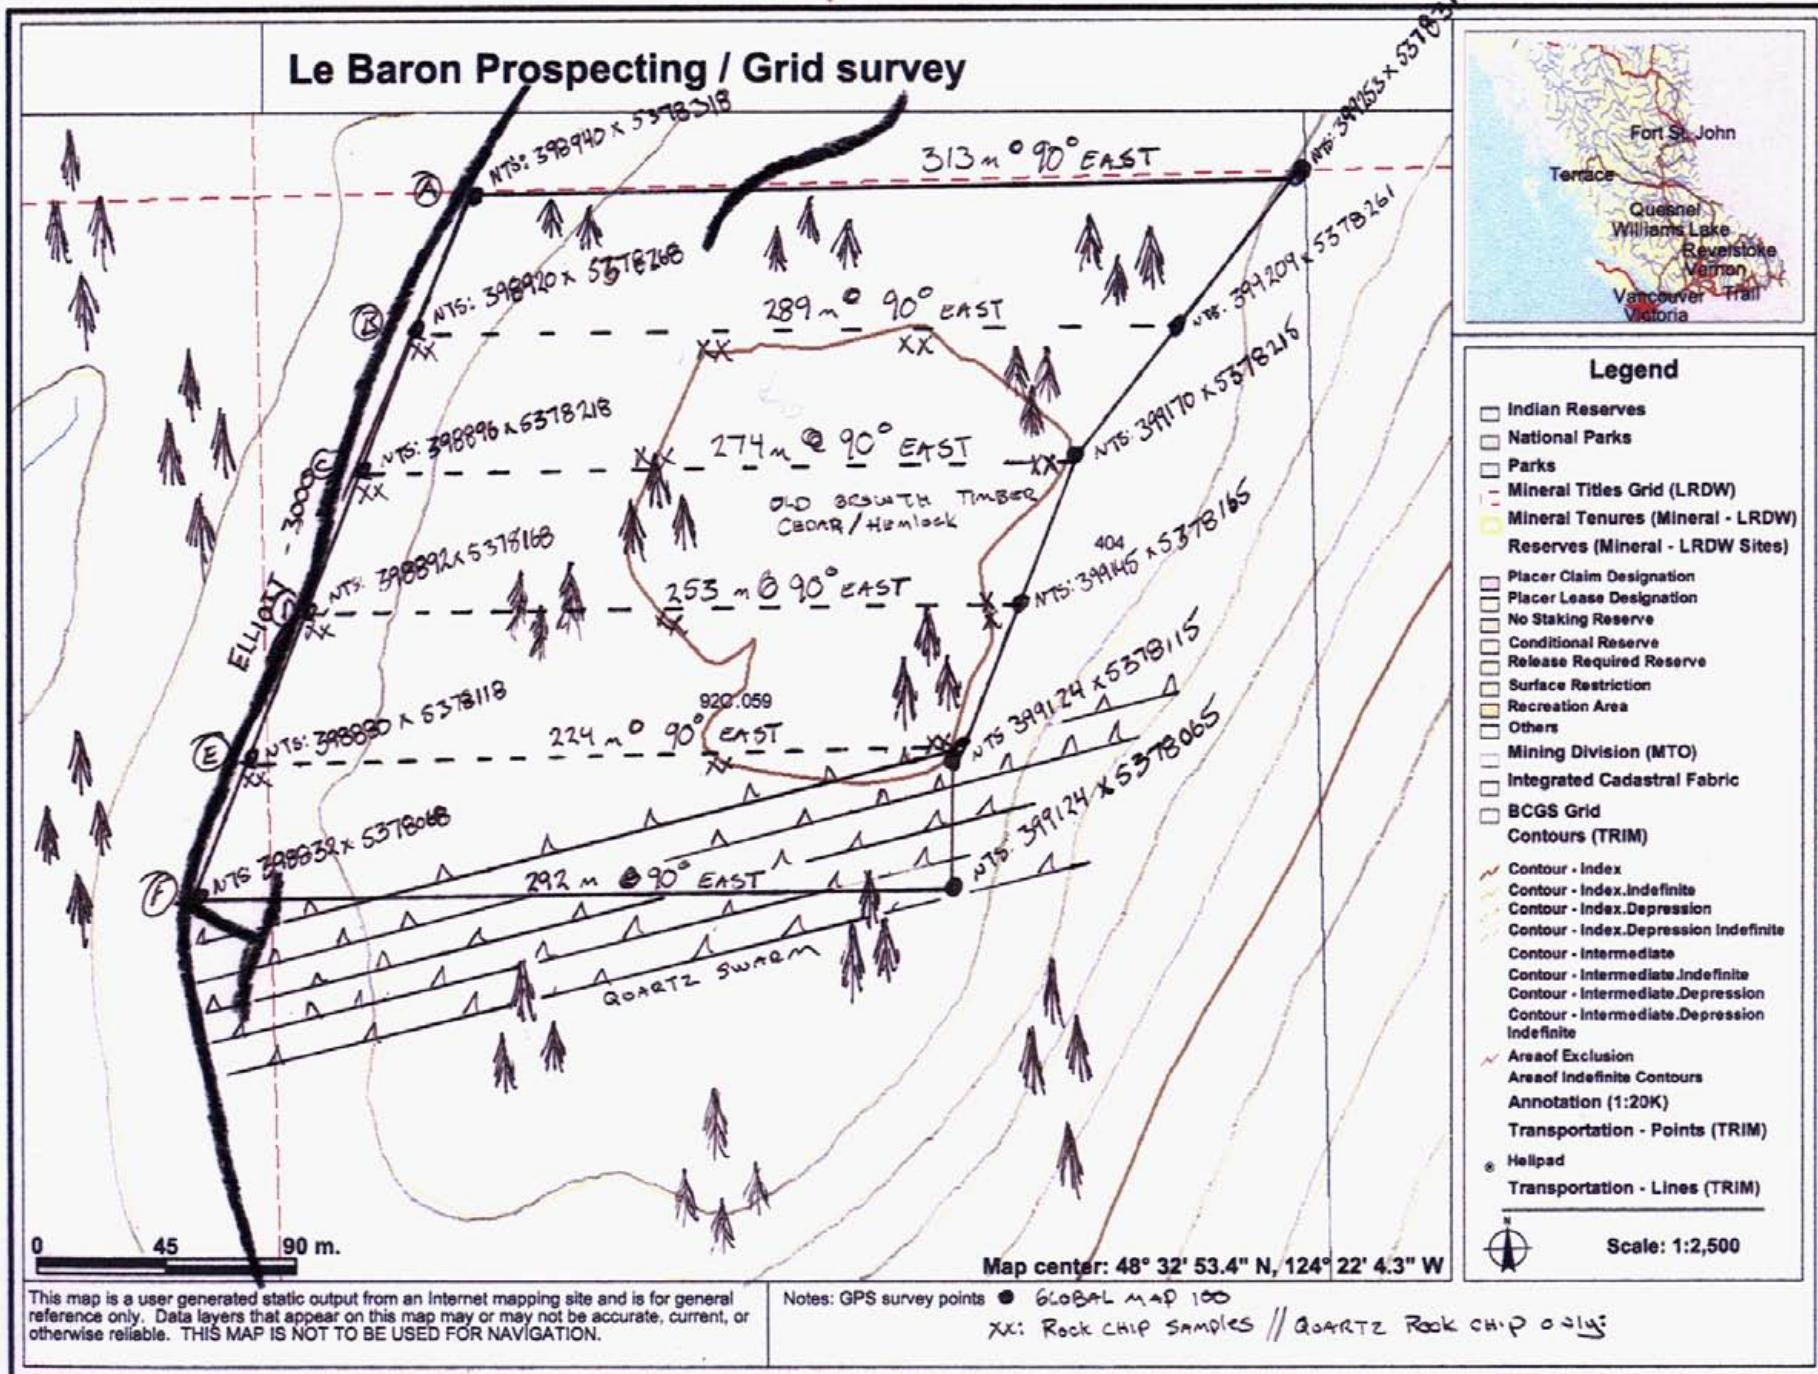 Le Baron Prospecting / Grid survey
NTS: 398940 x 5378318
313 m @ 90° EAST
A
NTS: 398920 x 5378268
NTS: 399209 x 5378261
289 m @ 90° EAST
B
NTS: 398896 x 5378218
NTS: 399170 x 5378215
274 m @ 90° EAST
C
OLD GROWTH TIMBER
CEDAR / HEMLOCK
ELLIOTT - 3000
NTS: 398892 x 5378168
404
NTS: 399145 x 5378165
253 m @ 90° EAST
D
92C.059
NTS: 398880 x 5378118
NTS 399124 x 5378115
224 m @ 90° EAST
E
NTS 398832 x 5378068
NTS: 399124 x 5378065
292 m @ 90° EAST
F
QUARTZ SWARM
0 45 90 m.
Map center: 48° 32' 53.4" N, 124° 22' 4.3" W
This map is a user generated static output from an Internet mapping site and is for general
reference only. Data layers that appear on this map may or may not be accurate, current, or
otherwise reliable. THIS MAP IS NOT TO BE USED FOR NAVIGATION.
Notes: GPS survey points ● GLOBAL MAP 100
XX: Rock CHIP SAMPLES // QUARTZ Rock CHIP only:
Fort St. John
Terrace
Quesnel
Williams Lake
Revelstoke
Vernon
Vancouver Trail
Victoria
Legend
Indian Reserves
National Parks
Parks
Mineral Titles Grid (LRDW)
Mineral Tenures (Mineral - LRDW)
Reserves (Mineral - LRDW Sites)
Placer Claim Designation
Placer Lease Designation
No Staking Reserve
Conditional Reserve
Release Required Reserve
Surface Restriction
Recreation Area
Others
Mining Division (MTO)
Integrated Cadastral Fabric
BCGS Grid
Contours (TRIM)
Contour - Index
Contour - Index.Indefinite
Contour - Index.Depression
Contour - Index.Depression Indefinite
Contour - Intermediate
Contour - Intermediate.Indefinite
Contour - Intermediate.Depression
Contour - Intermediate.Depression
Indefinite
Areaof Exclusion
Areaof Indefinite Contours
Annotation (1:20K)
Transportation - Points (TRIM)
Helipad
Transportation - Lines (TRIM)
N
Scale: 1:2,500